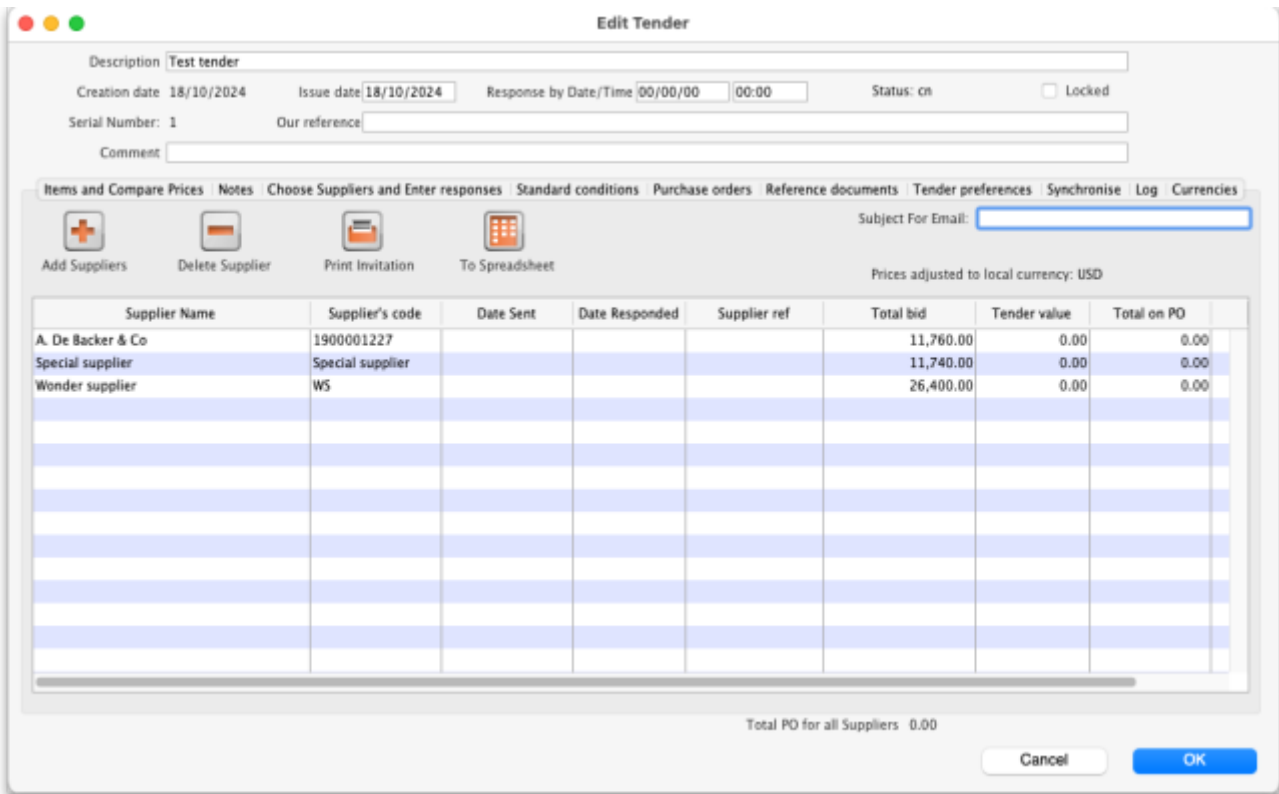 Edit Tender
Description Test tender
Creation date 18/10/2024 Issue date 18/10/2024 Response by Date/Time 00/00/00 00:00 Status: cn Locked
Serial Number: 1 Our reference
Comment
Items and Compare Prices Notes Choose Suppliers and Enter responses Standard conditions Purchase orders Reference documents Tender preferences Synchronise Log Currencies
Subject For Email:
Add Suppliers Delete Supplier Print Invitation To Spreadsheet
Prices adjusted to local currency: USD
Supplier Name Supplier's code Date Sent Date Responded Supplier ref Total bid Tender value Total on PO
A. De Backer & Co 1900001227 11,760.00 0.00 0.00
Special supplier Special supplier 11,740.00 0.00 0.00
Wonder supplier WS 26,400.00 0.00 0.00
Total PO for all Suppliers 0.00
Cancel OK